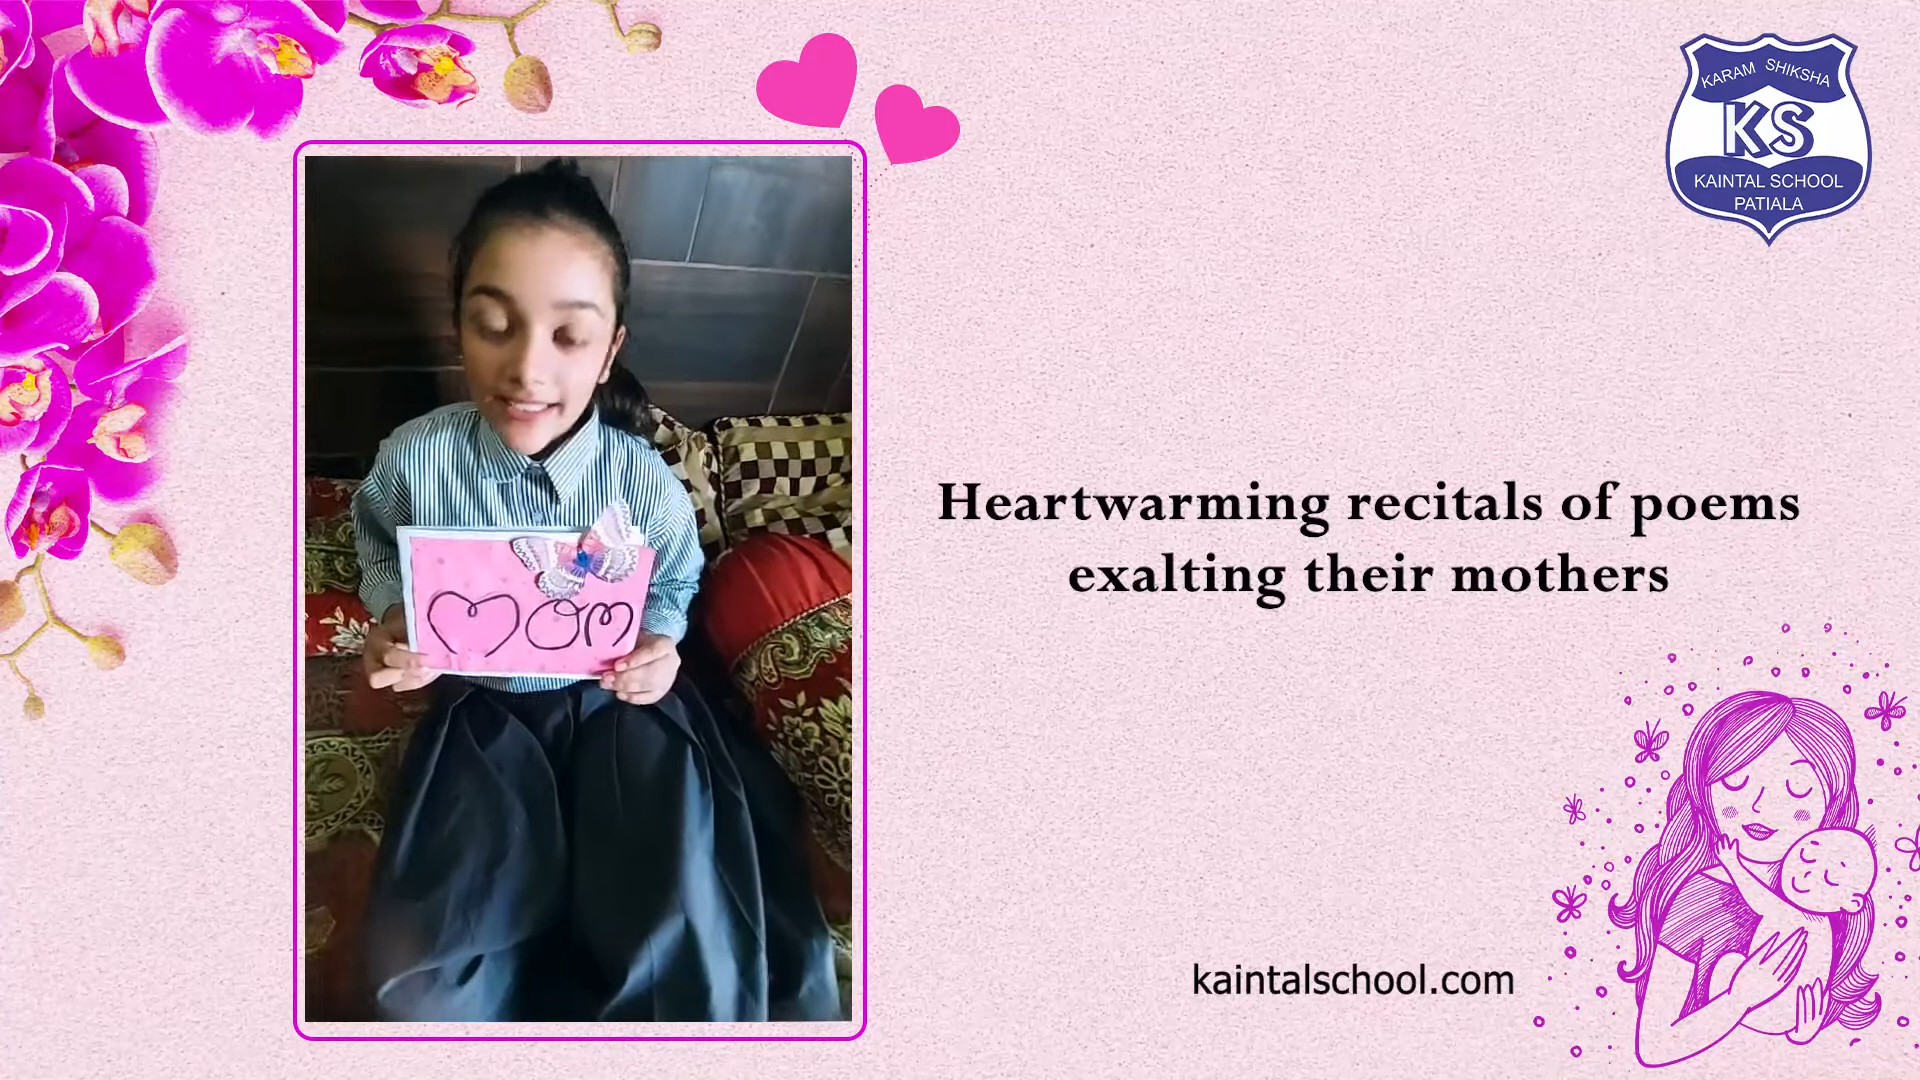 KARAM SHIKSHA
KS
KAINTAL SCHOOL
PATIALA
MOM
Heartwarming recitals of poems
exalting their mothers
kaintalschool.com